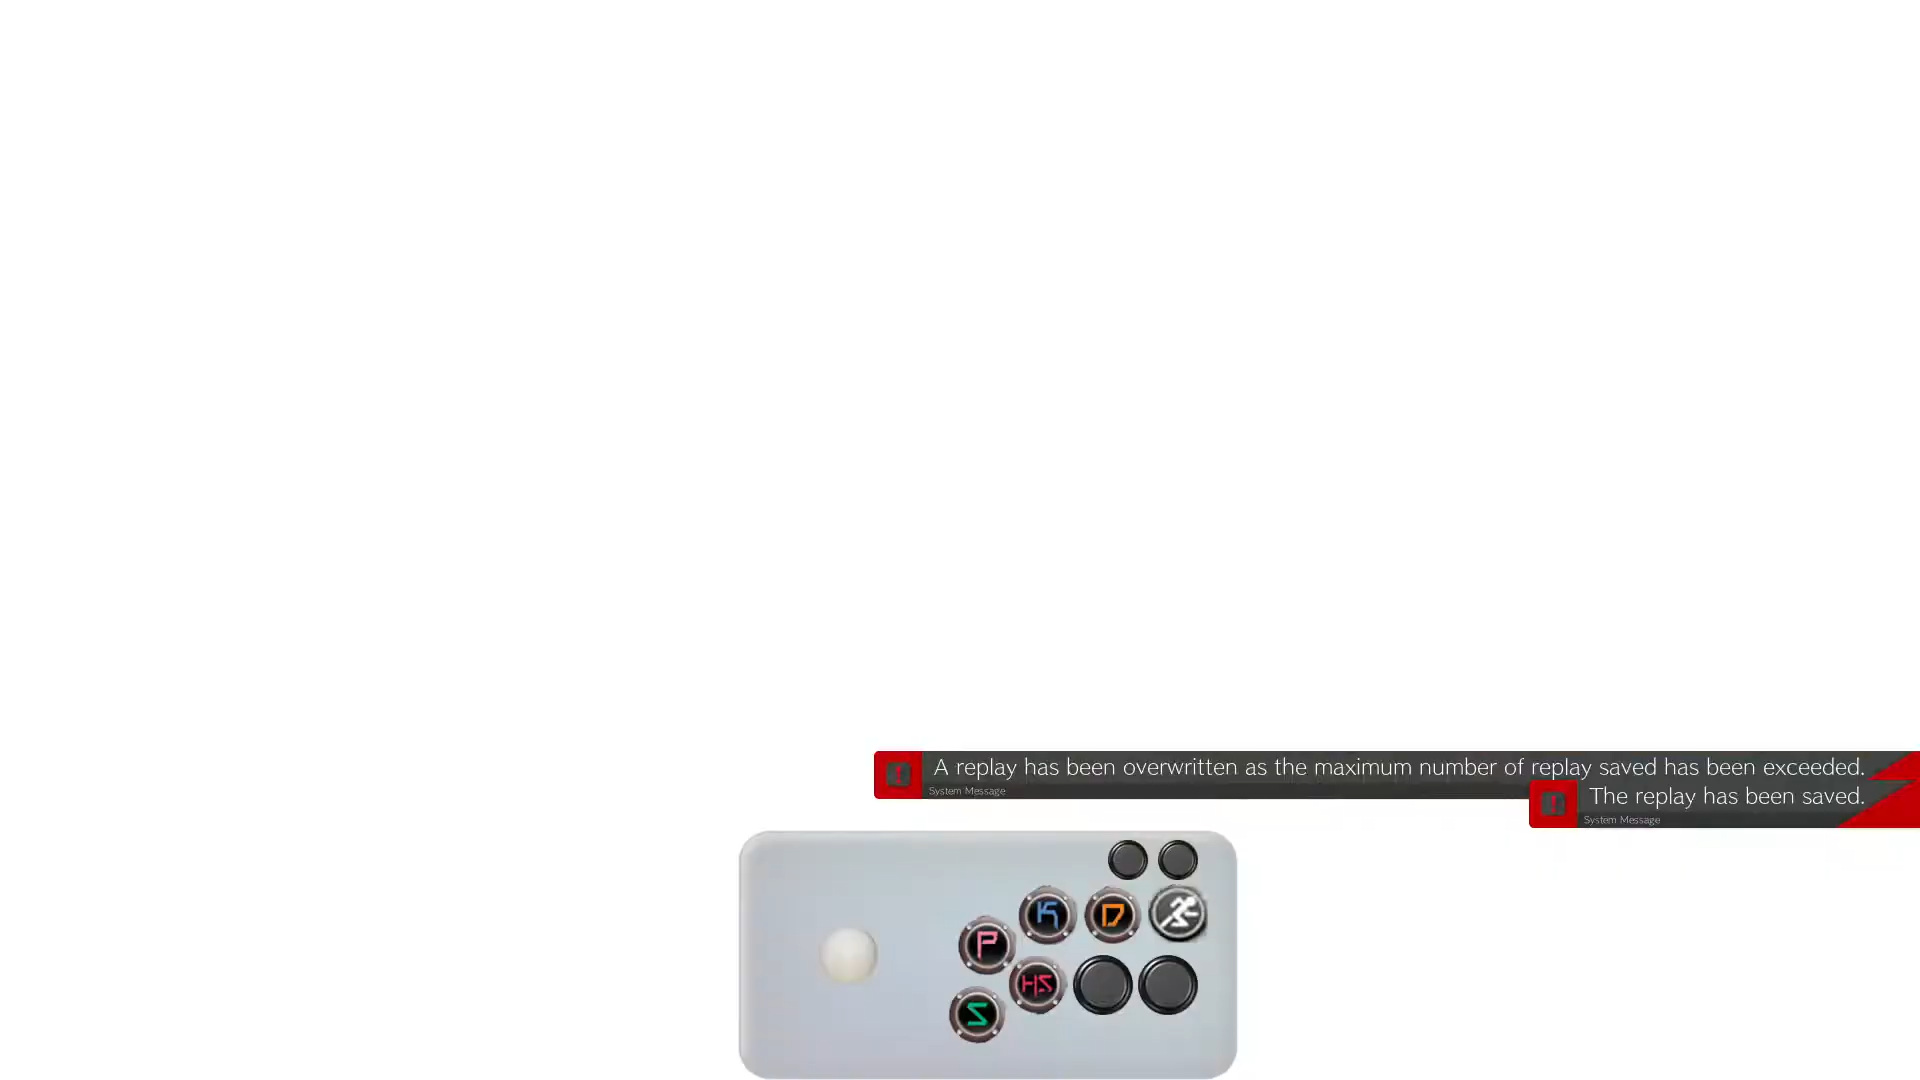 A replay has been overwritten as the maximum number of replay saved has been exceeded.
System Message
The replay has been saved.
System Message
K D
P
HS
S